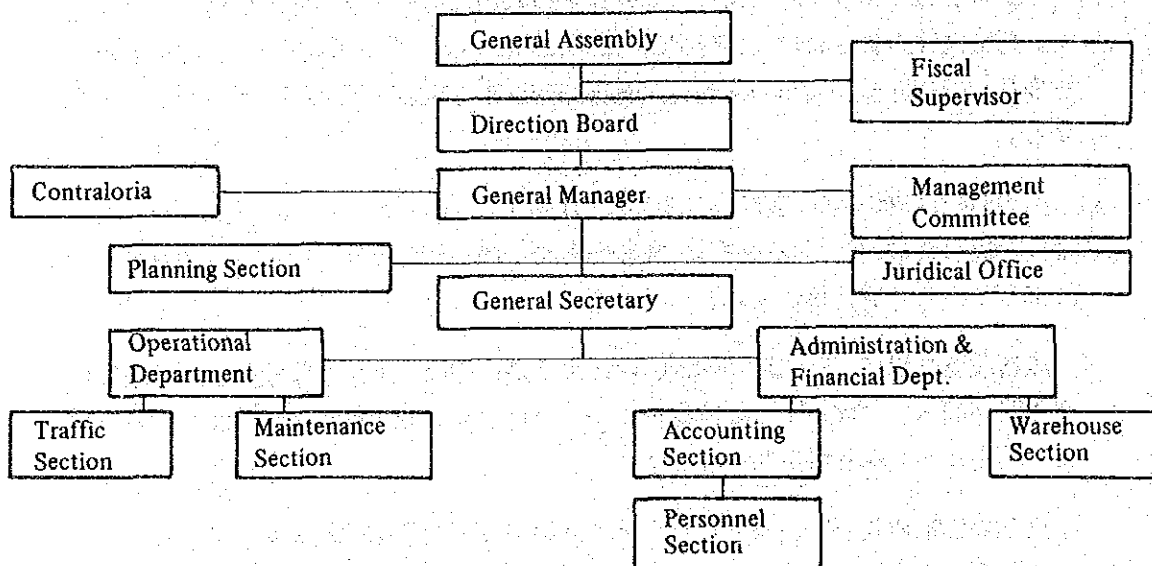 General Assembly
Fiscal
Supervisor
Direction Board
Contraloria
General Manager
Management
Committee
Planning Section
Juridical Office
General Secretary
Operational
Department
Administration &
Financial Dept.
Traffic
Section
Maintenance
Section
Accounting
Section
Warehouse
Section
Personnel
Section